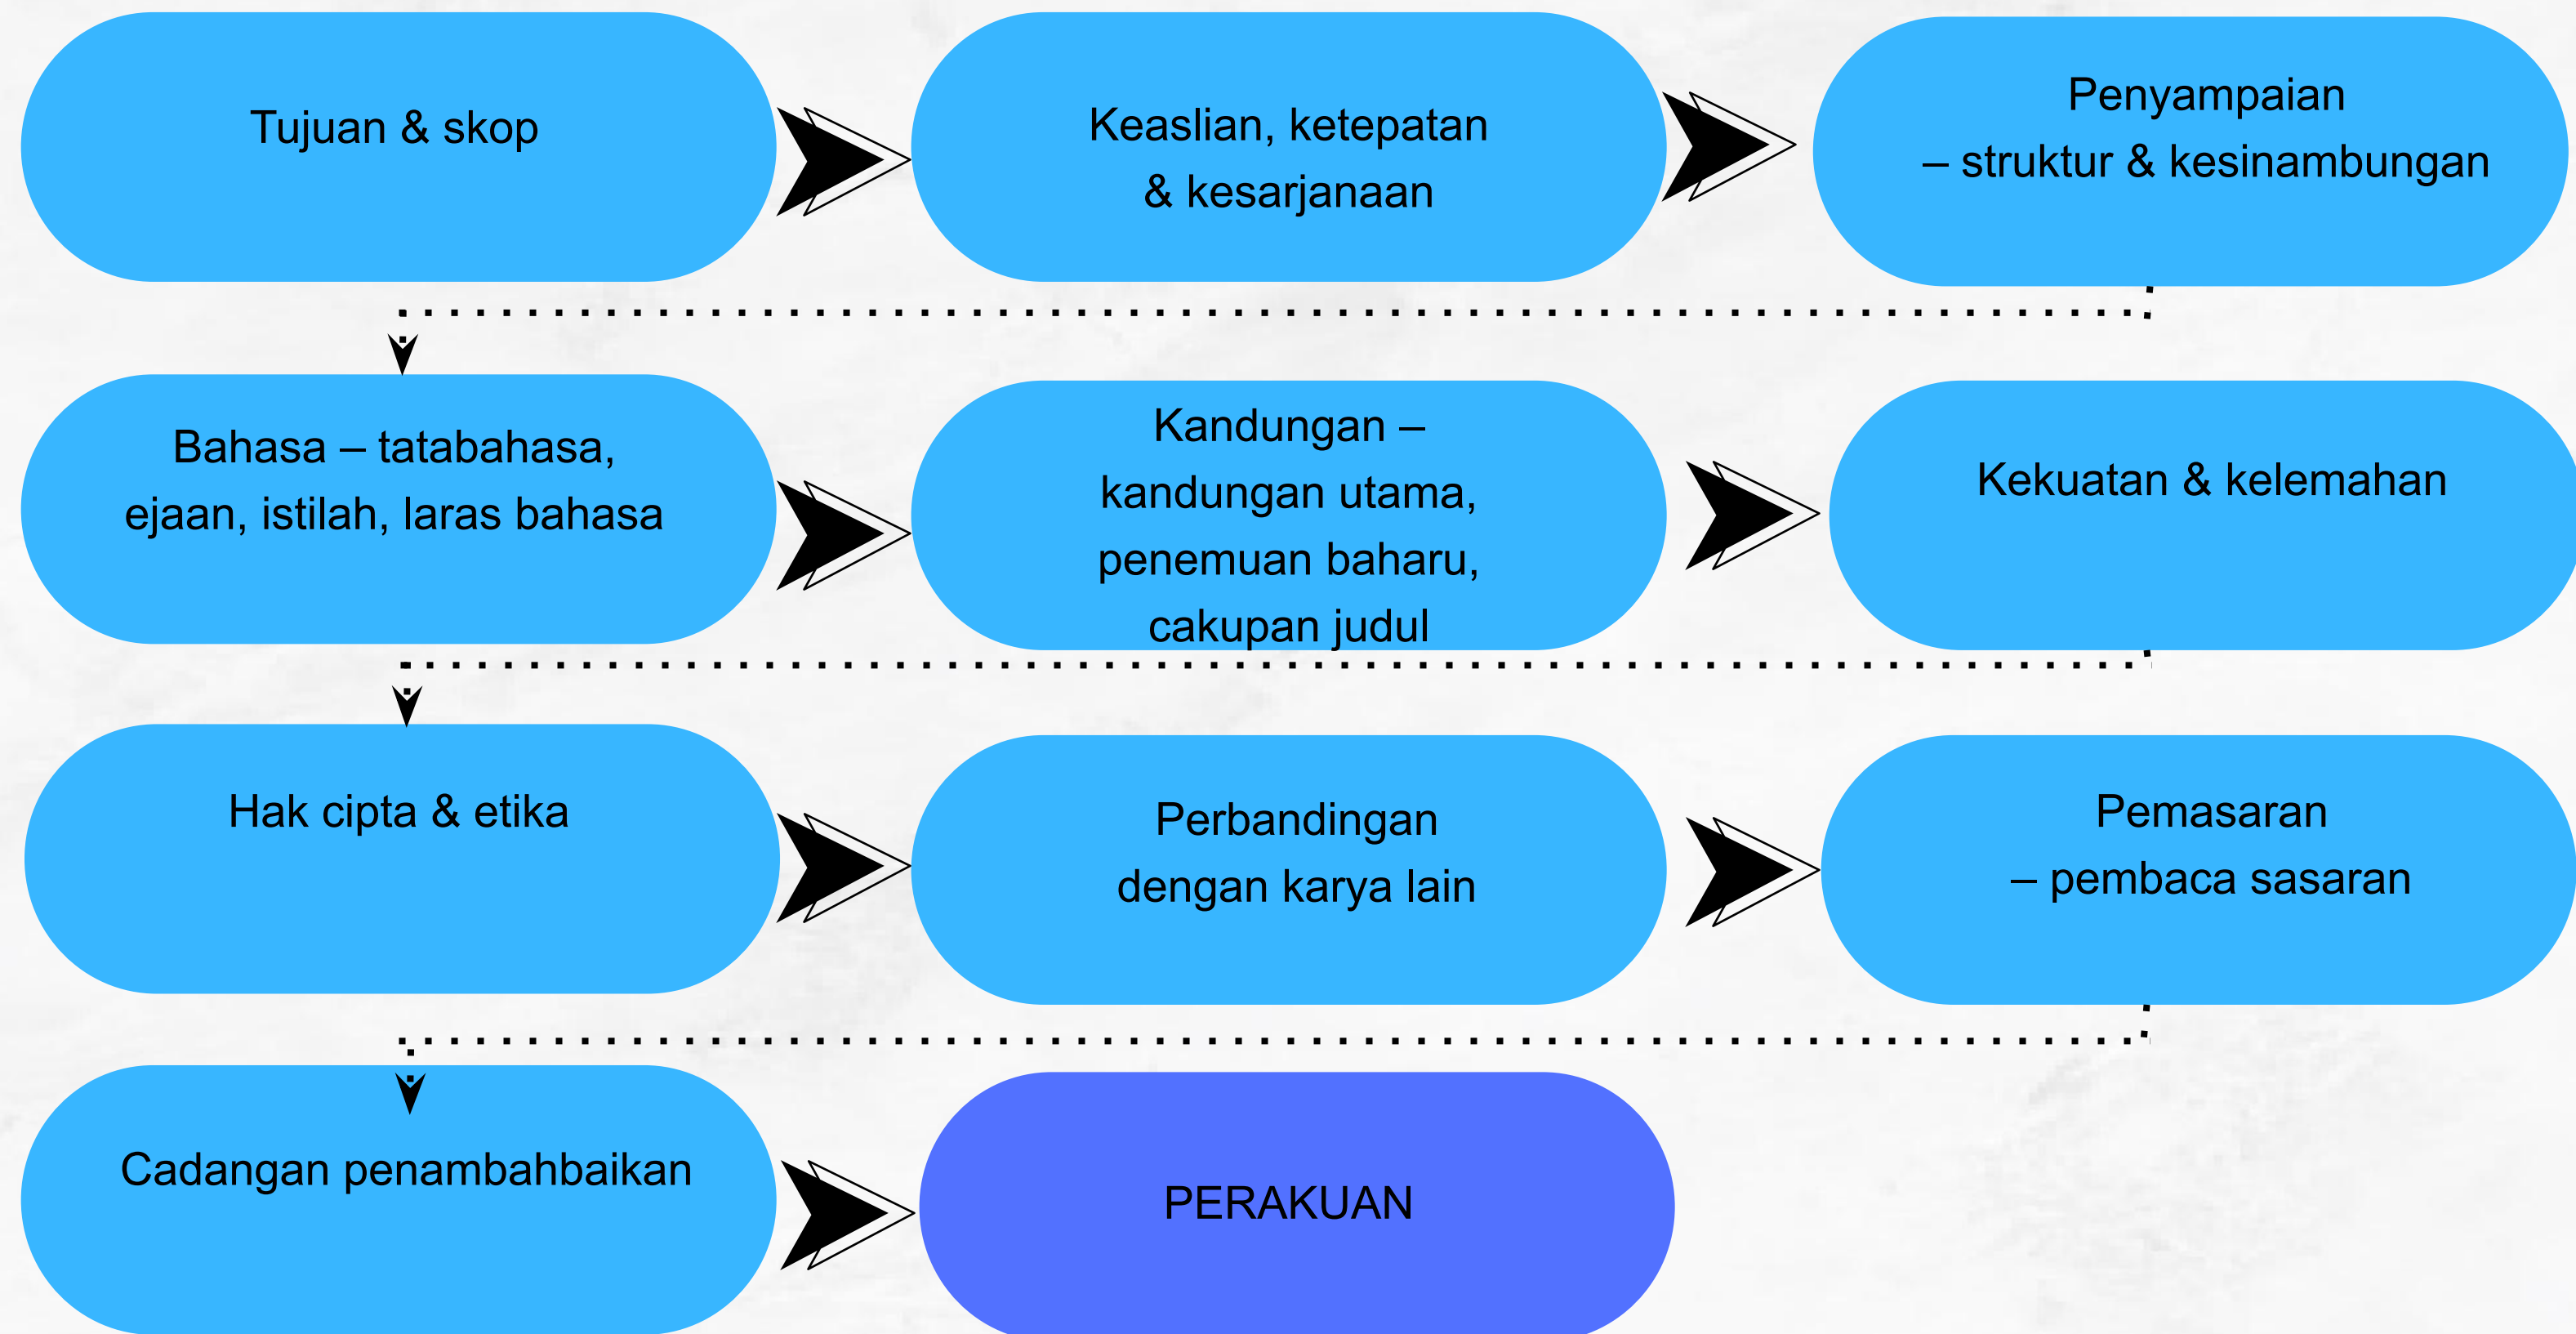 Tujuan & skop
Keaslian, ketepatan
& kesarjanaan
Penyampaian
– struktur & kesinambungan
Bahasa – tatabahasa,
ejaan, istilah, laras bahasa
Kandungan –
kandungan utama,
penemuan baharu,
cakupan judul
Kekuatan & kelemahan
Hak cipta & etika
Perbandingan
dengan karya lain
Pemasaran
– pembaca sasaran
Cadangan penambahbaikan
PERAKUAN